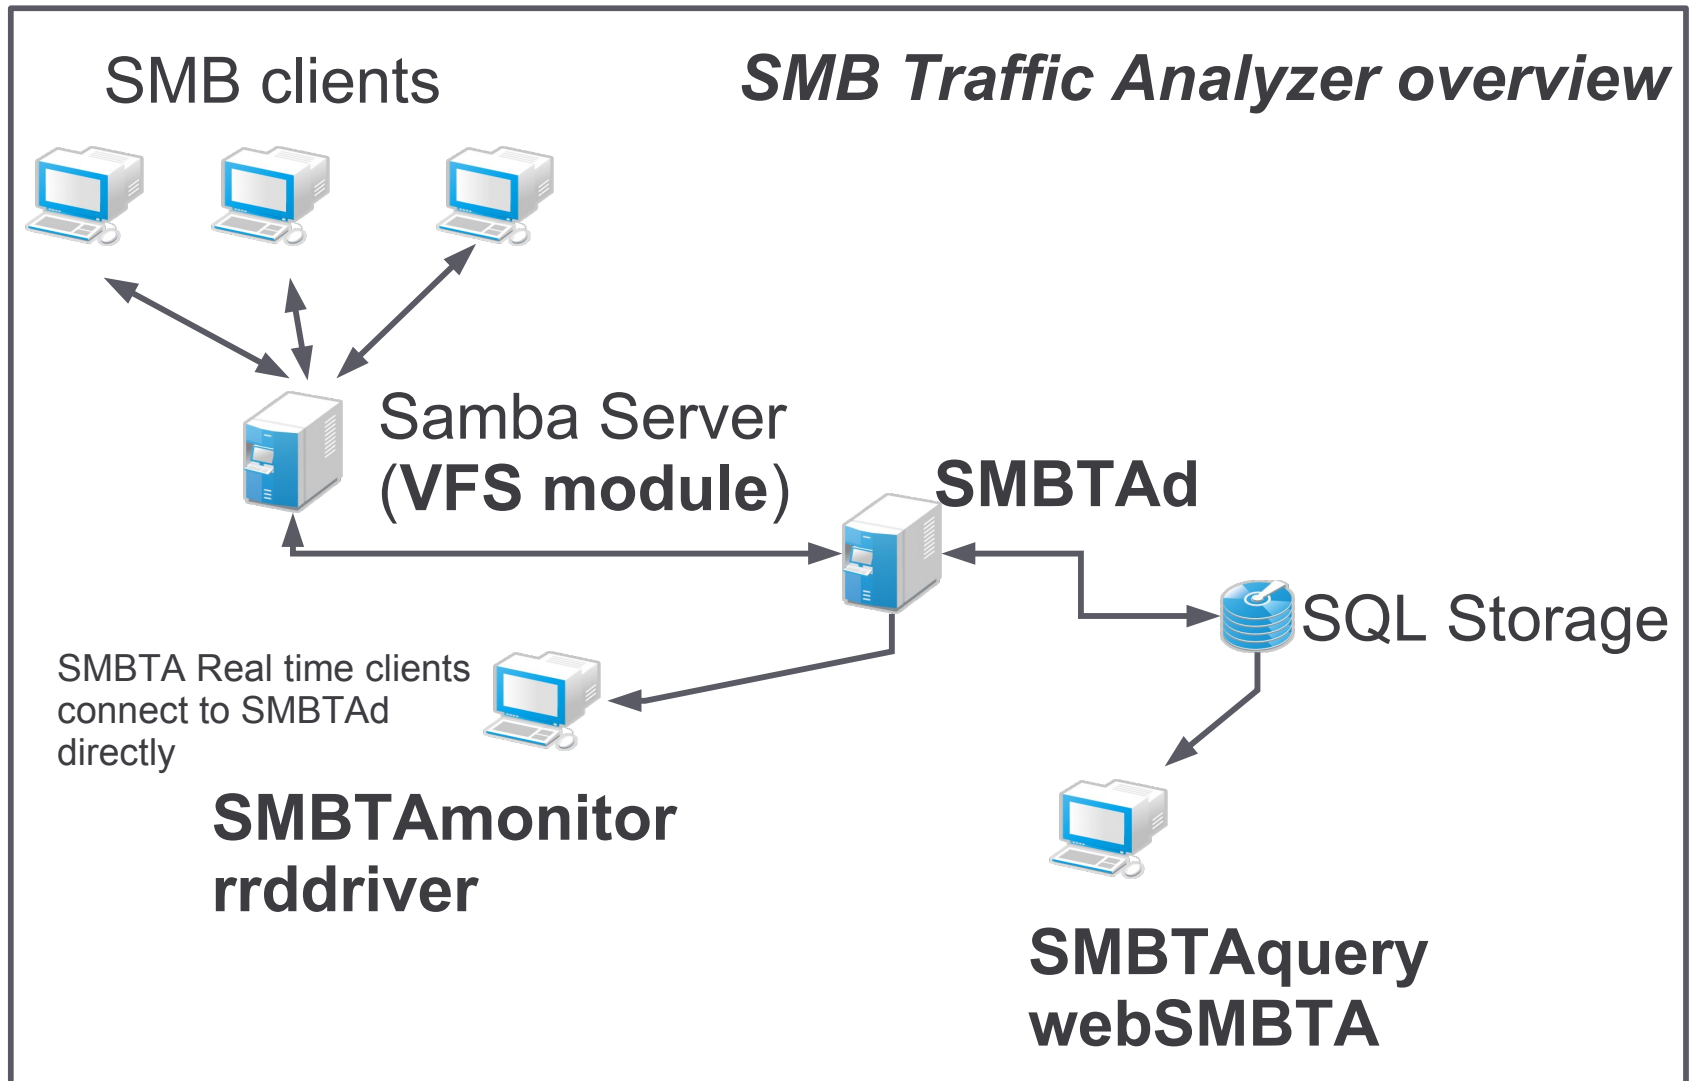 SMB clients
SMB Traffic Analyzer overview
Samba Server
(VFS module)
SMBTAd
SQL Storage
SMBTA Real time clients
connect to SMBTAd
directly
SMBTAmonitor
rrddriver
SMBTAquery
webSMBTA